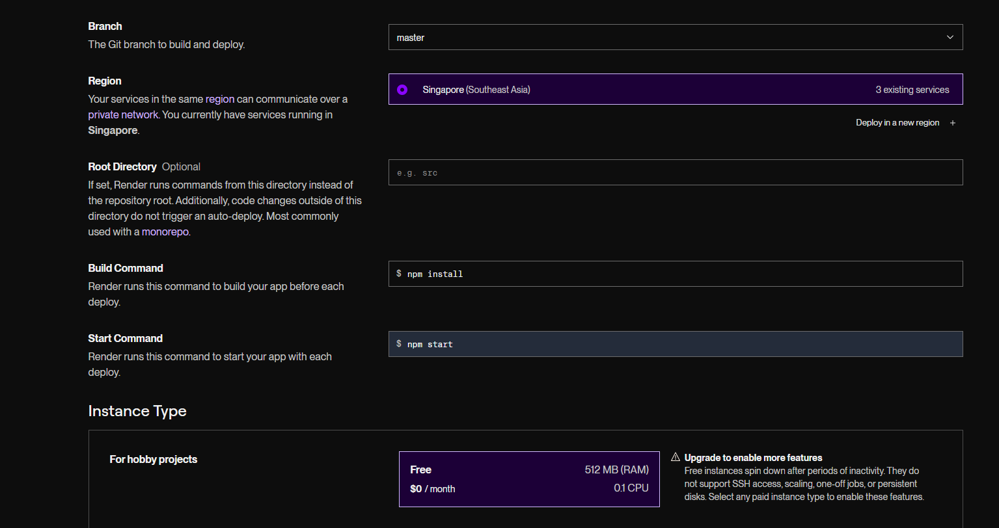 Branch
The Git branch to build and deploy.
master
Region
Your services in the same region can communicate over a
private network. You currently have services running in
Singapore.
Singapore (Southeast Asia)
3 existing services
Deploy in a new region +
Root Directory Optional
If set, Render runs commands from this directory instead of
the repository root. Additionally, code changes outside of this
directory do not trigger an auto-deploy. Most commonly
used with a monorepo.
e.g. src
Build Command
Render runs this command to build your app before each
deploy.
$ npm install
Start Command
Render runs this command to start your app with each
deploy.
$ npm start
Instance Type
For hobby projects
Free
512 MB (RAM)
$0 / month
0.1 CPU
Upgrade to enable more features
Free instances spin down after periods of inactivity. They do
not support SSH access, scaling, one-off jobs, or persistent
disks. Select any paid instance type to enable these features.